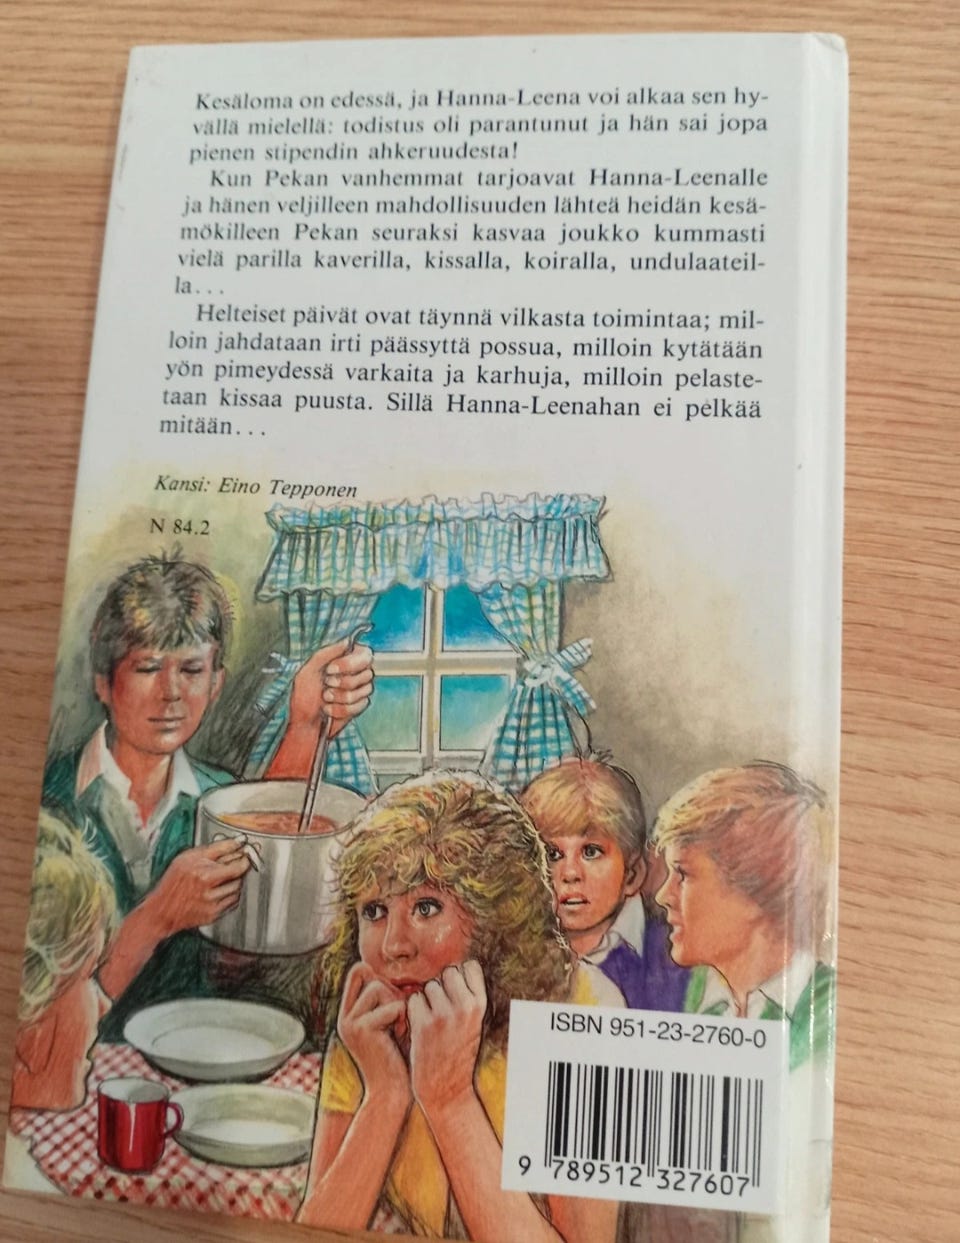 Kesäloma on edessä, ja Hanna-Leena voi alkaa sen hy-
vällä mielellä: todistus oli parantunut ja hän sai jopa
pienen stipendin ahkeruudesta!
Kun Pekan vanhemmat tarjoavat Hanna-Leenalle
ja hänen veljilleen mahdollisuuden lähteä heidän kesä-
mökilleen Pekan seuraksi kasvaa joukko kummasti
vielä parilla kaverilla, kissalla, koiralla, undulaateil-
la...
Helteiset päivät ovat täynnä vilkasta toimintaa; mil-
loin jahdataan irti päässyttä possua, milloin kytätään
yön pimeydessä varkaita ja karhuja, milloin pelaste-
taan kissaa puusta. Sillä Hanna-Leenahan ei pelkää
mitään...
Kansi: Eino Tepponen
N 84.2
ISBN 951-23-2760-0
9 789512 327607